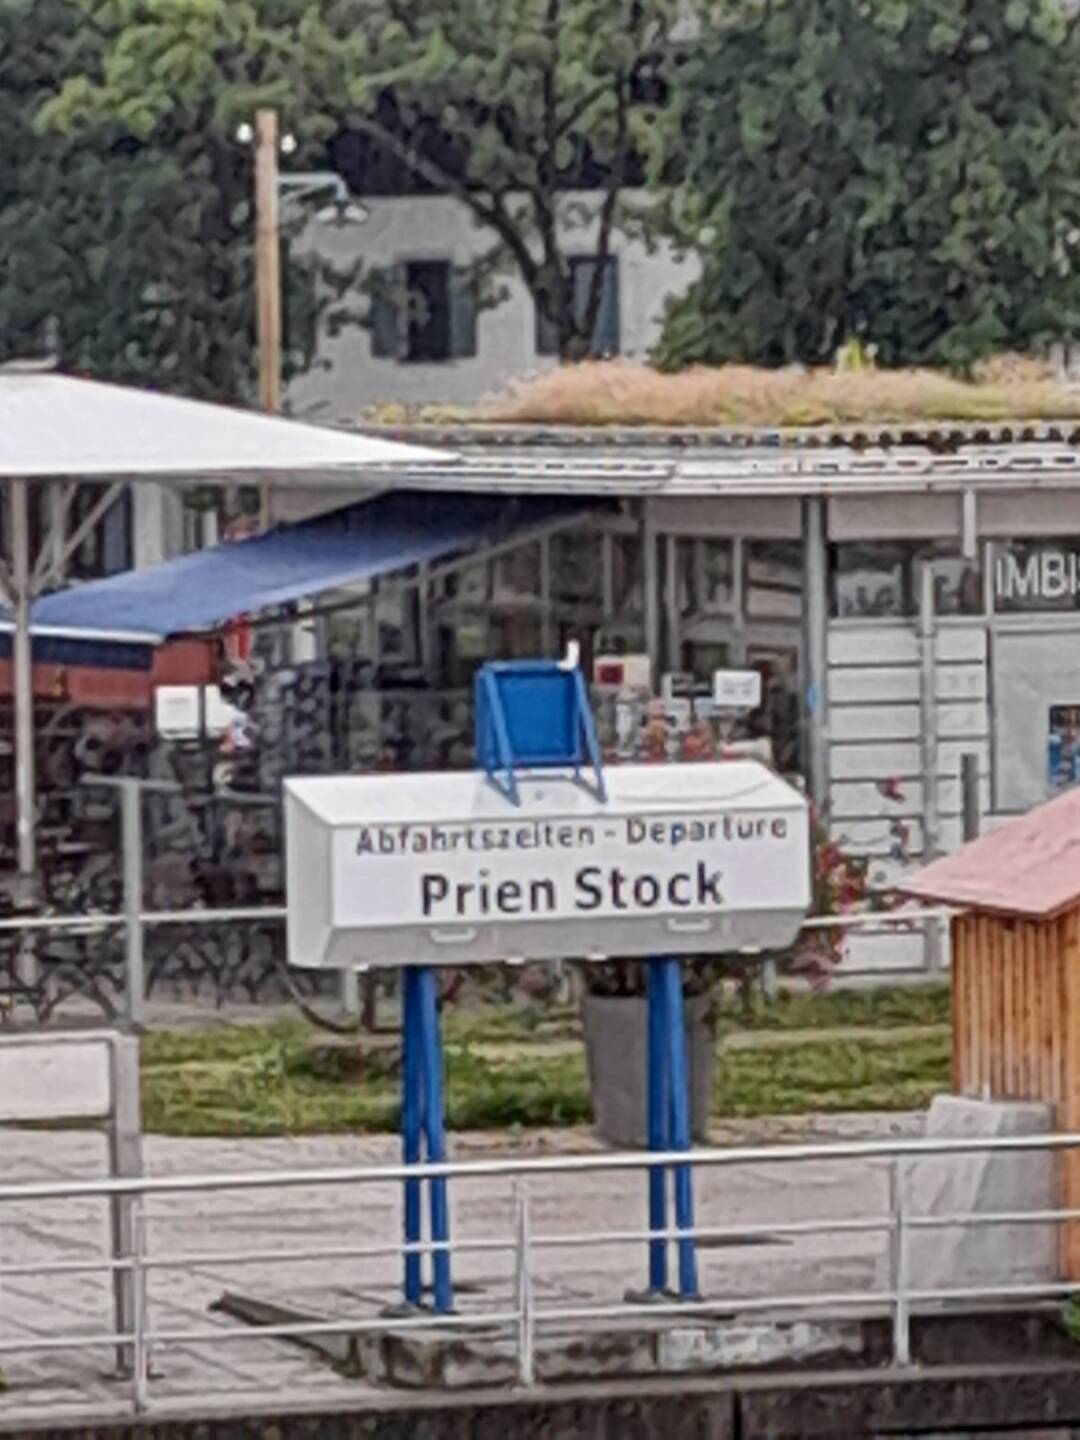 IMBIS
Abfahrtszeiten - Departure
Prien Stock